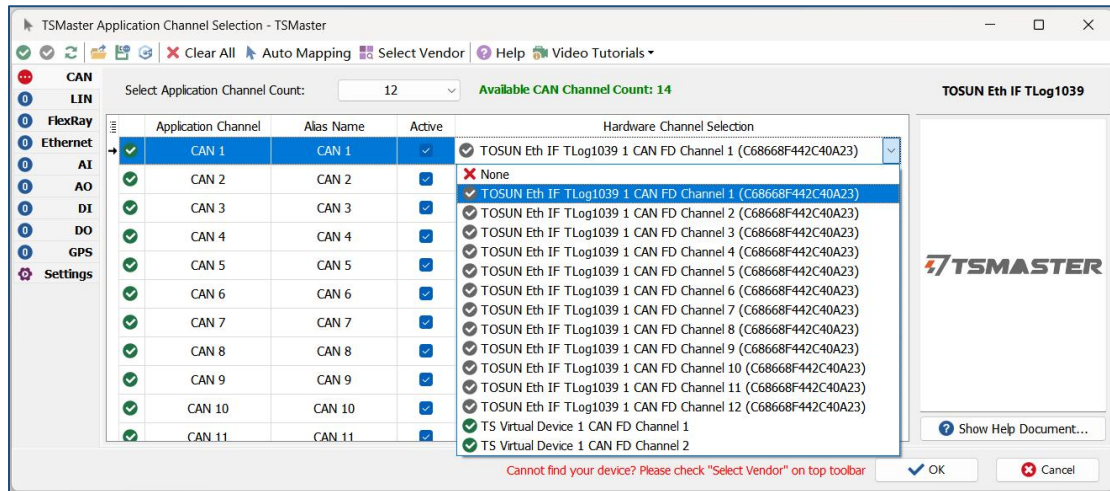 TSMaster Application Channel Selection - TSMaster
Clear All Auto Mapping Select Vendor Help Video Tutorials
CAN
LIN
FlexRay
Ethernet
AI
AO
DI
DO
GPS
Settings
Select Application Channel Count: 12 Available CAN Channel Count: 14
Application Channel Alias Name Active Hardware Channel Selection
CAN 1 CAN 1 TOSUN Eth IF TLog1039 1 CAN FD Channel 1 (C68668F442C40A23)
CAN 2 CAN 2
CAN 3 CAN 3
CAN 4 CAN 4
CAN 5 CAN 5
CAN 6 CAN 6
CAN 7 CAN 7
CAN 8 CAN 8
CAN 9 CAN 9
CAN 10 CAN 10
CAN 11 CAN 11
None
TOSUN Eth IF TLog1039 1 CAN FD Channel 1 (C68668F442C40A23)
TOSUN Eth IF TLog1039 1 CAN FD Channel 2 (C68668F442C40A23)
TOSUN Eth IF TLog1039 1 CAN FD Channel 3 (C68668F442C40A23)
TOSUN Eth IF TLog1039 1 CAN FD Channel 4 (C68668F442C40A23)
TOSUN Eth IF TLog1039 1 CAN FD Channel 5 (C68668F442C40A23)
TOSUN Eth IF TLog1039 1 CAN FD Channel 6 (C68668F442C40A23)
TOSUN Eth IF TLog1039 1 CAN FD Channel 7 (C68668F442C40A23)
TOSUN Eth IF TLog1039 1 CAN FD Channel 8 (C68668F442C40A23)
TOSUN Eth IF TLog1039 1 CAN FD Channel 9 (C68668F442C40A23)
TOSUN Eth IF TLog1039 1 CAN FD Channel 10 (C68668F442C40A23)
TOSUN Eth IF TLog1039 1 CAN FD Channel 11 (C68668F442C40A23)
TOSUN Eth IF TLog1039 1 CAN FD Channel 12 (C68668F442C40A23)
TS Virtual Device 1 CAN FD Channel 1
TS Virtual Device 1 CAN FD Channel 2
TOSUN Eth IF TLog1039
TSMASTER
Show Help Document...
Cannot find your device? Please check "Select Vendor" on top toolbar
OK
Cancel